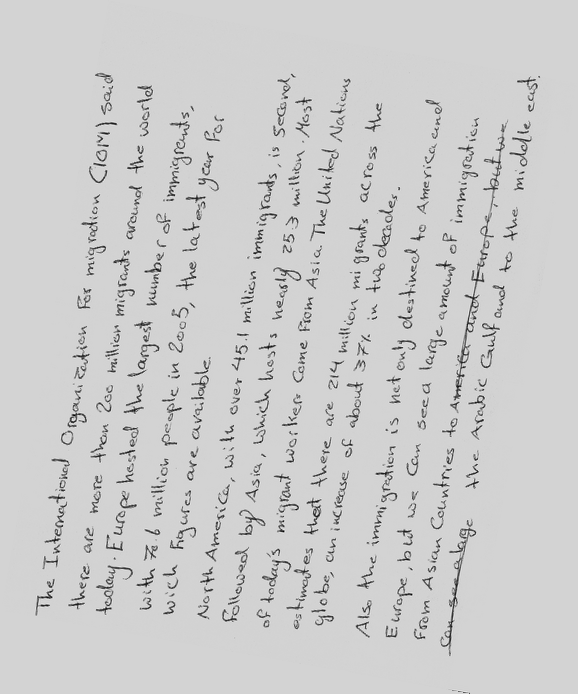 The International Organization For migration (IOM) said
there are more than 200 million migrants around the world
today. Europe hosted the largest number of immigrants,
with 70.6 million people in 2005, the latest year for
wich figures are available.
North America, with over 45.1 million immigrants, is Second,
Followed by Asia, which hosts nearly 25.3 million. Most
of today's migrant workers Come From Asia. The United Nations
estimates that there are 214 million migrants across the
globe, an increase of about 37% in two decades.
Also the immigration is not only destined to America and
Europe, but we Can see a large amount of immigration
From Asian Countries to America and Europe, but we
Can see a large the Arabic Gulf and to the middle east.